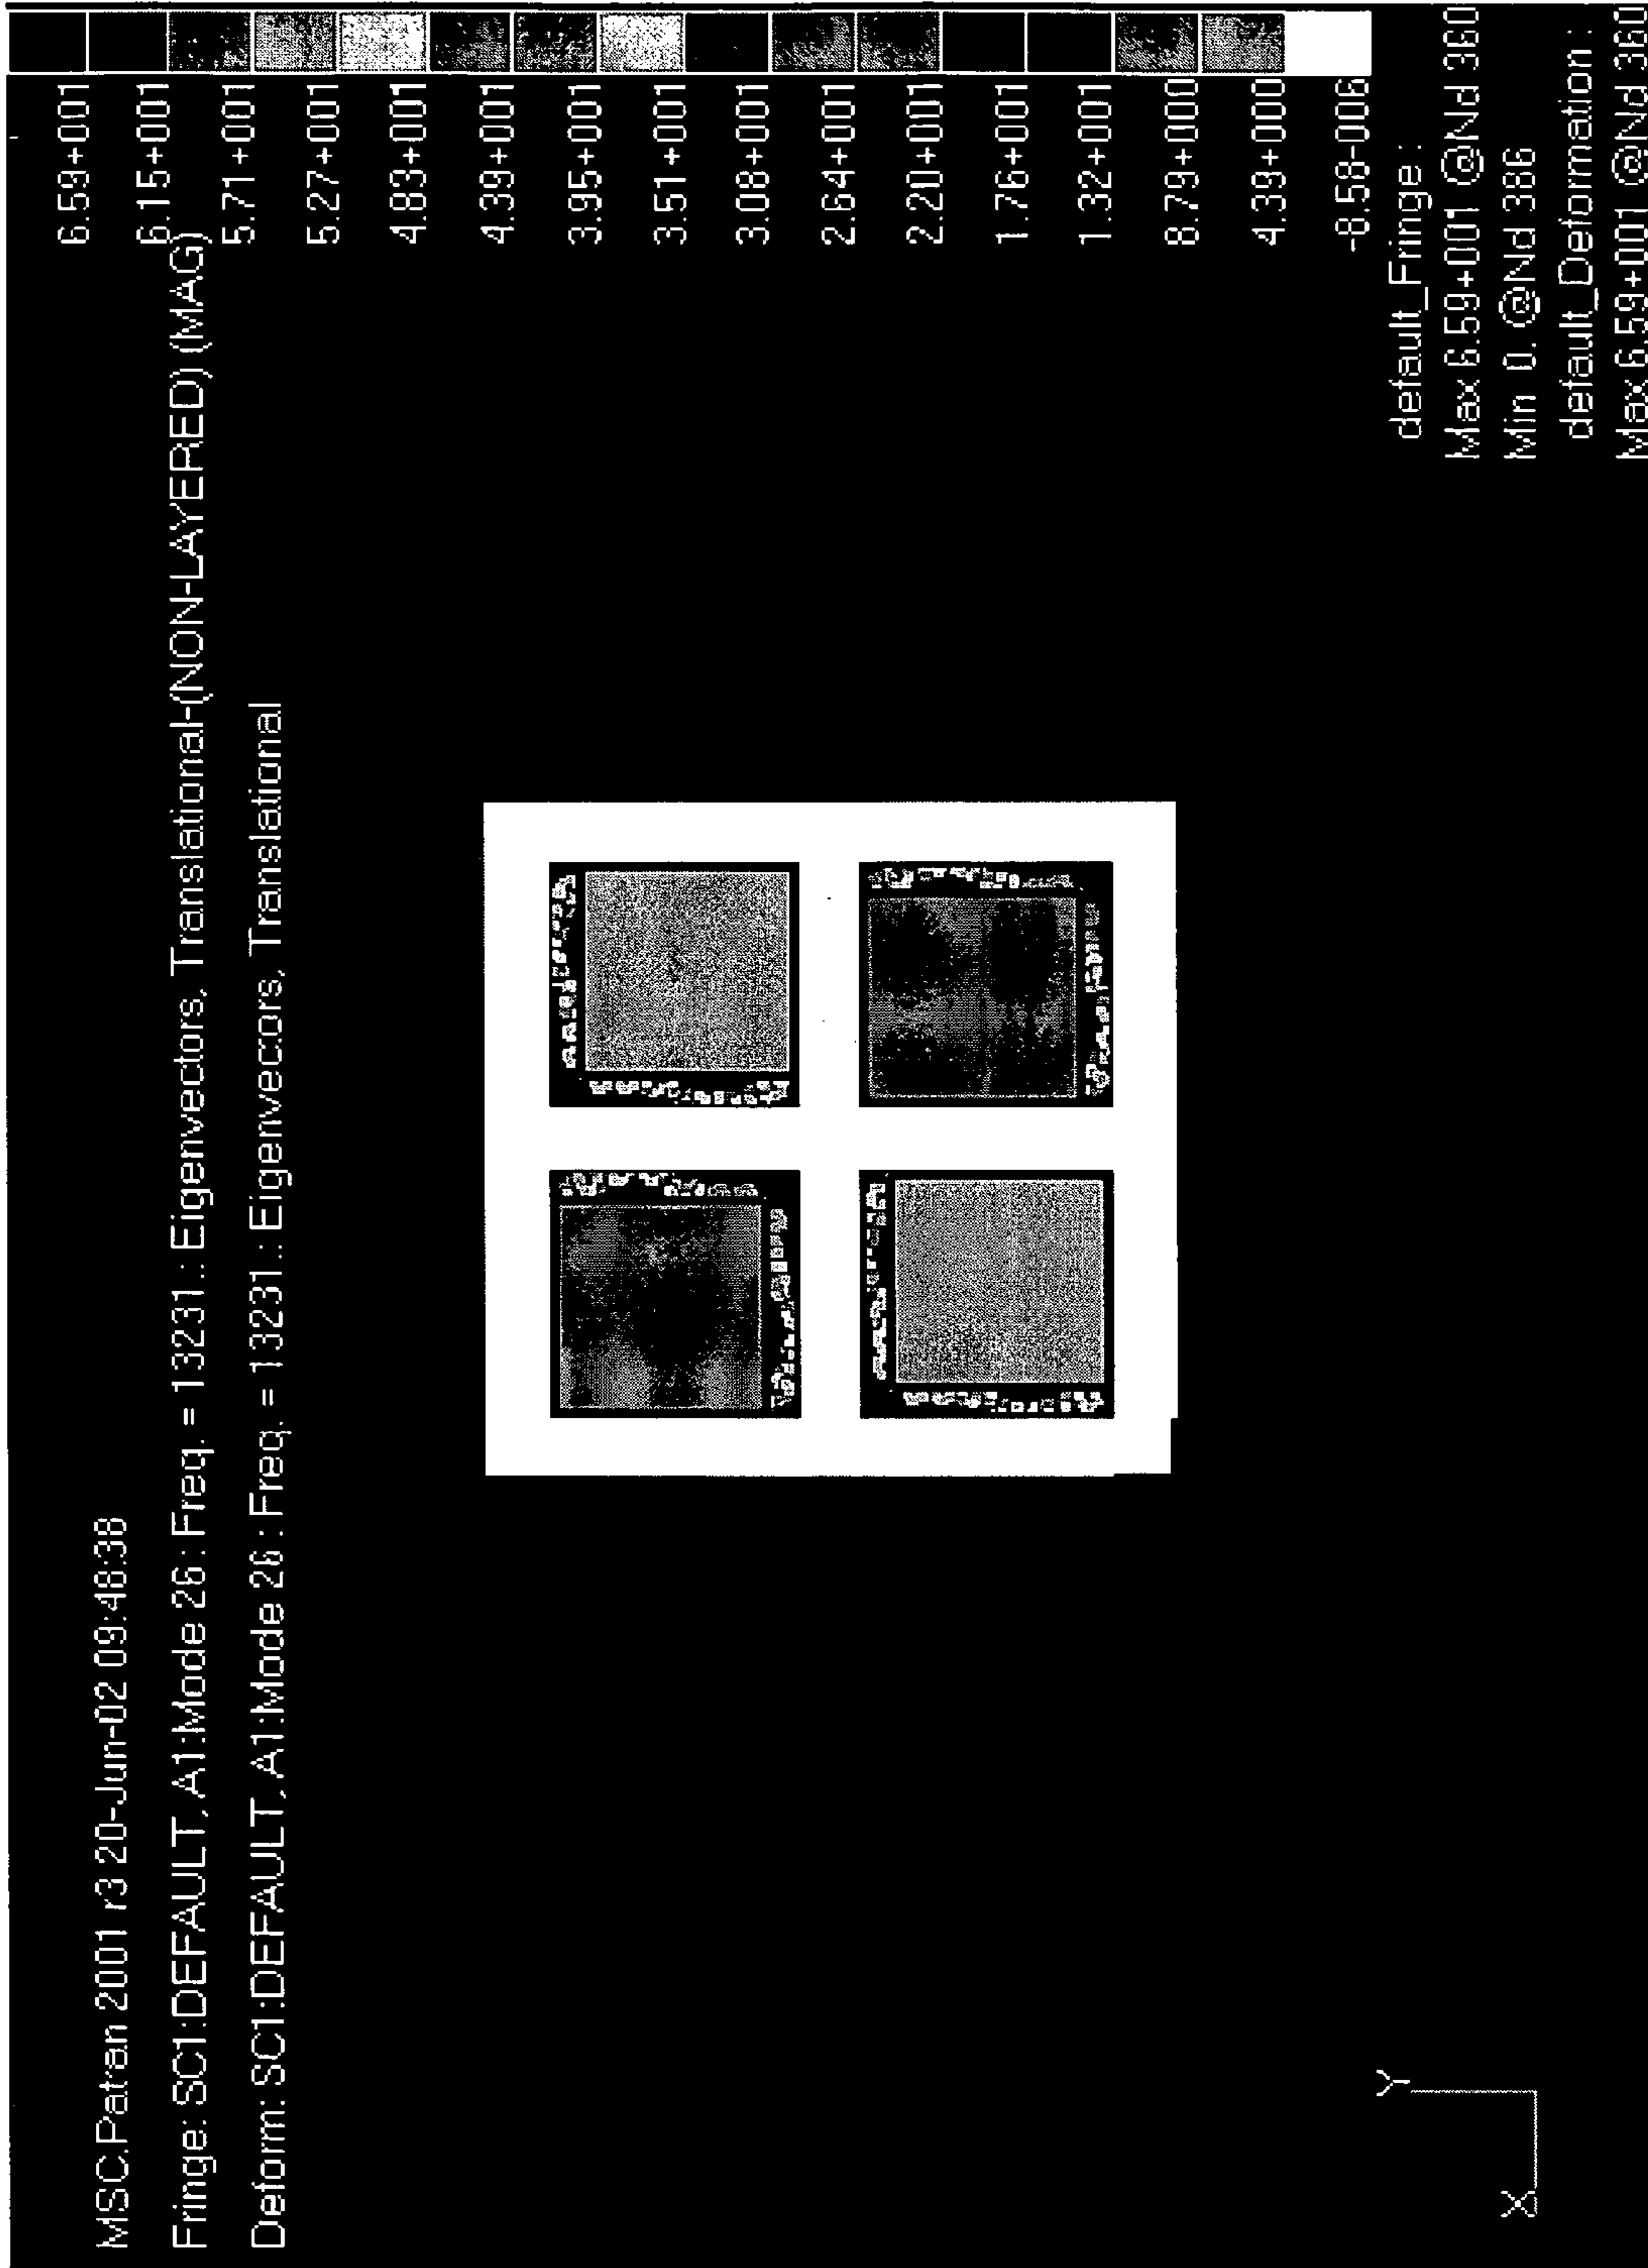 MSC.Patran 2001 r3 20-Jun-02 09:48:38
Fringe: SC1:DEFAULT, A1:Mode 26 : Freq. = 13231.: Eigenvectors, Translational-(NON-LAYERED) (MAG)
Deform: SC1:DEFAULT, A1:Mode 26 : Freq. = 13231.: Eigenvectors, Translational
6.59+001
6.15+001
5.71+001
5.27+001
4.83+001
4.39+001
3.95+001
3.51+001
3.08+001
2.64+001
2.20+001
1.76+001
1.32+001
8.79+000
4.39+000
-8.58-006
default_Fringe :
Max 6.59+001 @Nd 360
Min 0. @Nd 386
default_Deformation :
Max 6.59+001 @Nd 360
Y
X